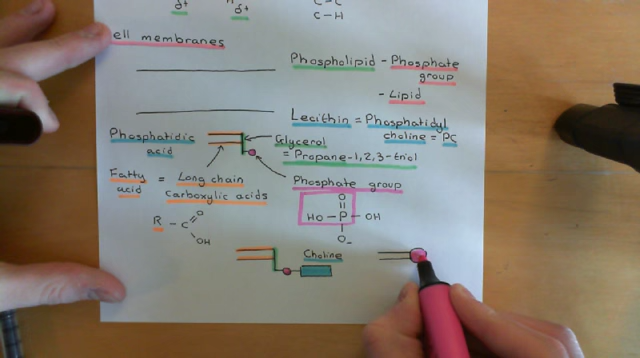 δ+
δ+
C-C
C-H
ell membranes
Phospholipid - Phosphate
group
- Lipid
Lecithin = Phosphatidyl
choline = PC
Phosphatidic
acid
Glycerol
= Propane-1,2,3-triol
Fatty = Long chain
acid carboxylic acids
Phosphate group
R - C O
OH
O
HO - P - OH
O-
Choline